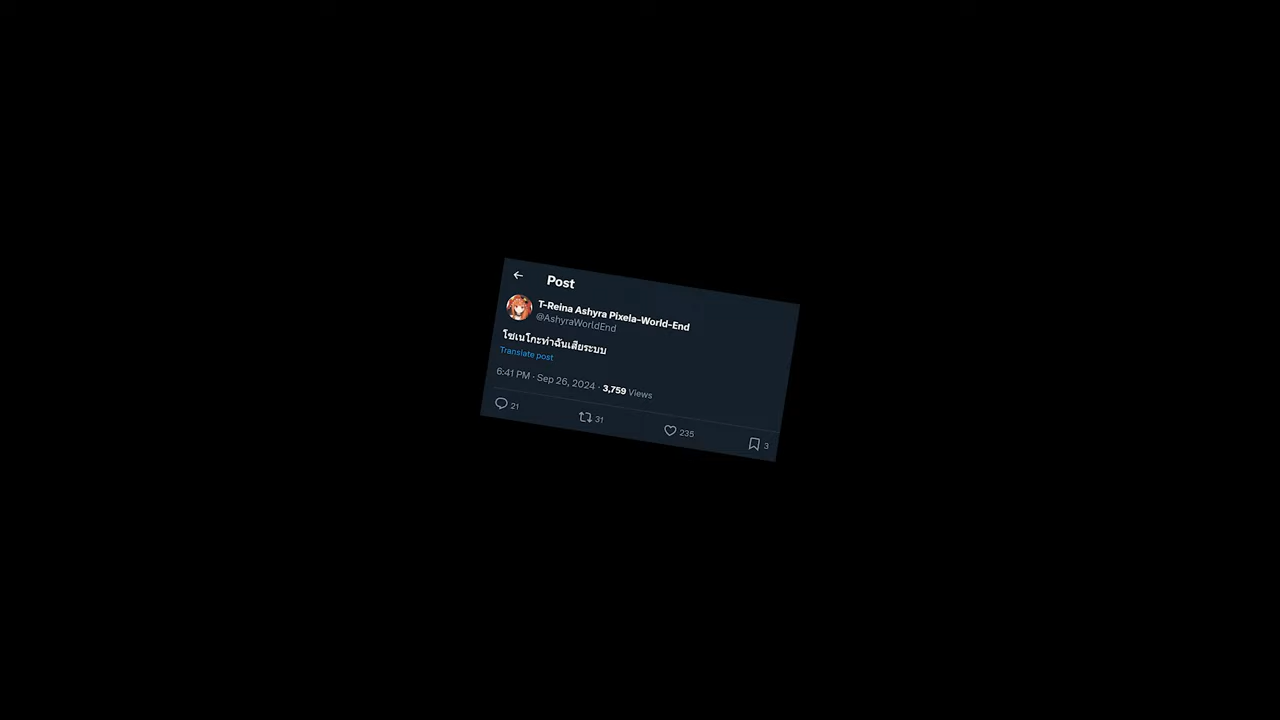 Post
T-Reina Ashyra Pixela-World-End
@AshyraWorldEnd
โซเนโกะทำฉันเสียระบบ
Translate post
6:41 PM · Sep 26, 2024 · 3,759 Views
21 31 235 3